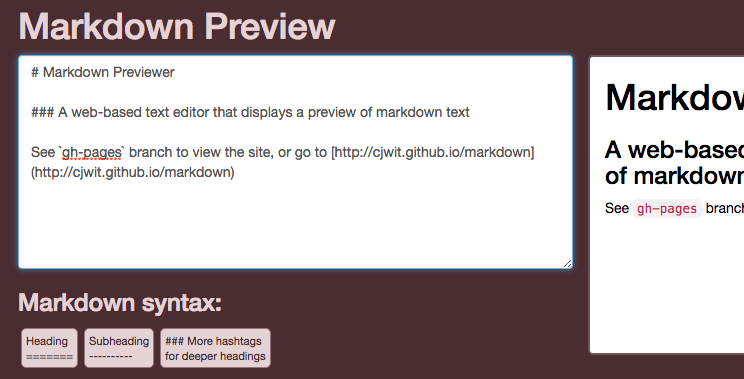 Markdown Preview
# Markdown Previewer
### A web-based text editor that displays a preview of markdown text
See `gh-pages` branch to view the site, or go to [http://cjwit.github.io/markdown]
(http://cjwit.github.io/markdown)
Markdown syntax:
Heading
=======
Subheading
----------
### More hashtags
for deeper headings
Markdow
A web-based
of markdown
See gh-pages branch